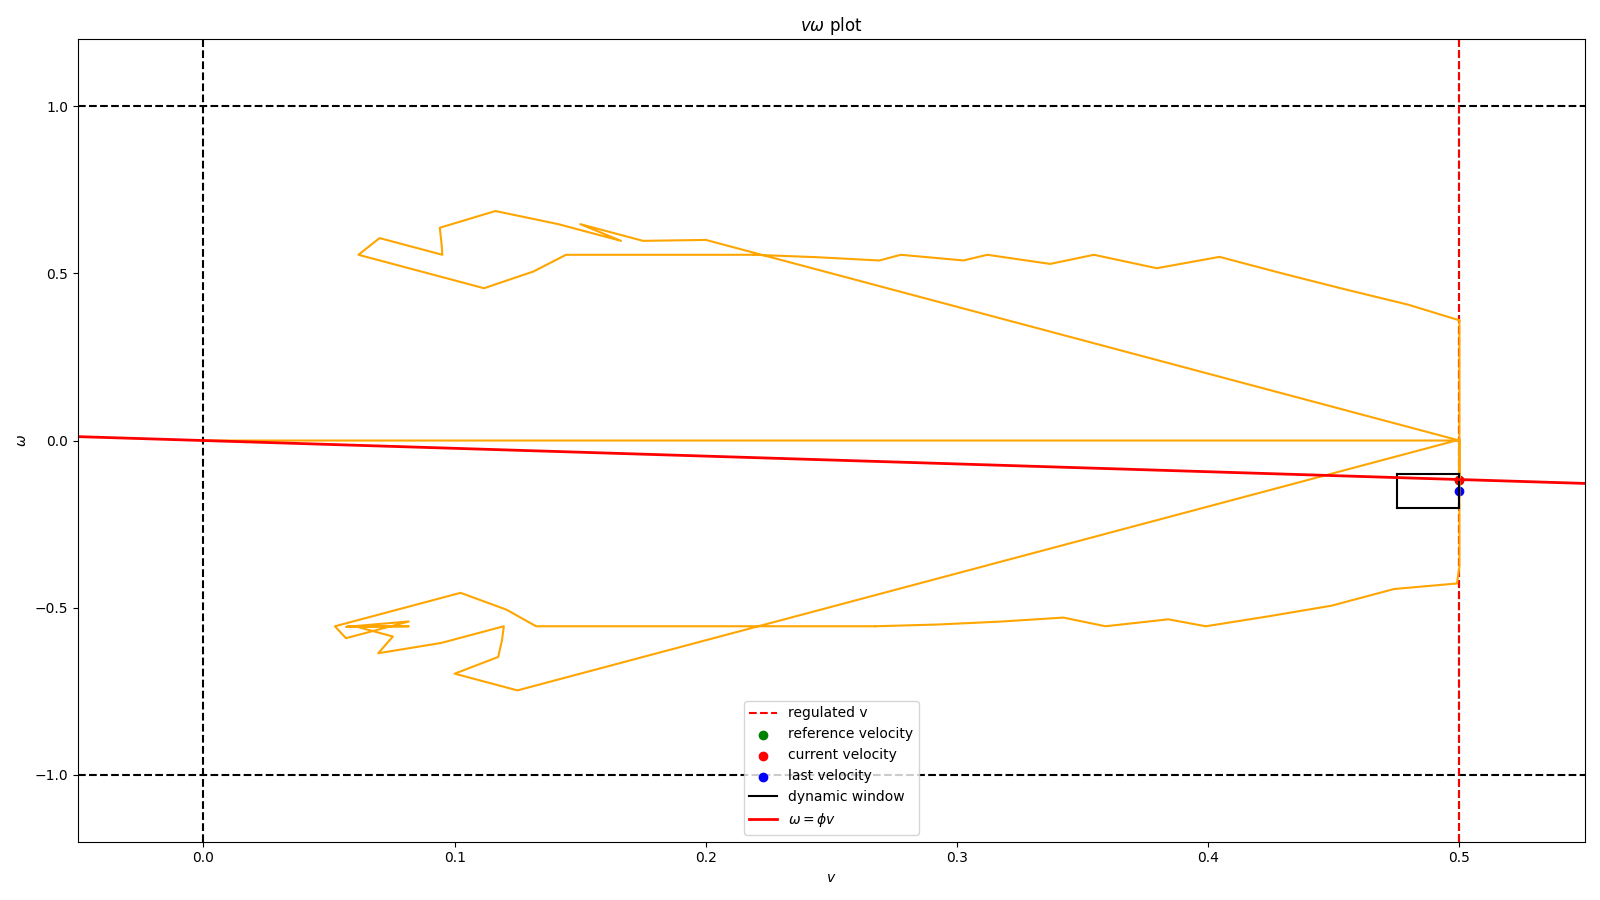 vω plot
1.0
0.5
0.0
−0.5
−1.0
ω
0.0 0.1 0.2 0.3 0.4 0.5
v
regulated v
reference velocity
current velocity
last velocity
dynamic window
ω = ϕv